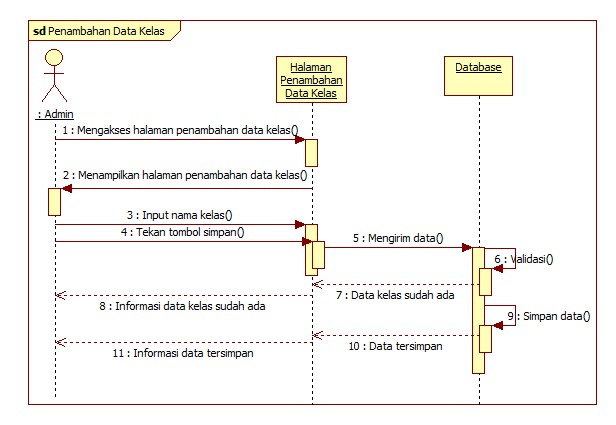 sd Penambahan Data Kelas
Halaman
Penambahan
Data Kelas
Database
: Admin
1 : Mengakses halaman penambahan data kelas()
2 : Menampilkan halaman penambahan data kelas()
3 : Input nama kelas()
4 : Tekan tombol simpan()
5 : Mengirim data()
6 : Validasi()
7 : Data kelas sudah ada
8 : Informasi data kelas sudah ada
9 : Simpan data()
10 : Data tersimpan
11 : Informasi data tersimpan